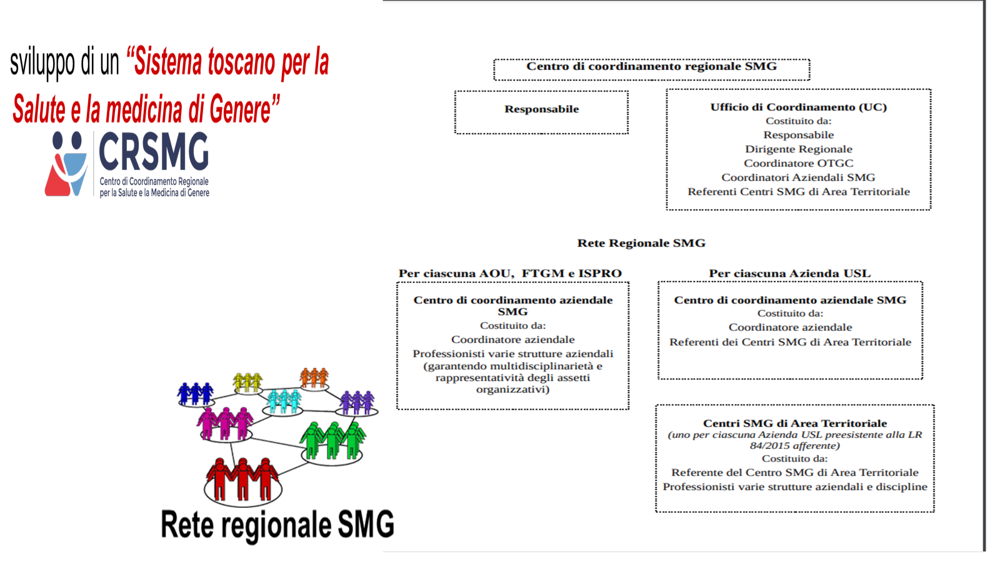 sviluppo di un “Sistema toscano per la
Salute e la medicina di Genere”
CRSMG
Centro di Coordinamento Regionale
per la Salute e la Medicina di Genere
Rete regionale SMG
Centro di coordinamento regionale SMG
Responsabile
Ufficio di Coordinamento (UC)
Costituito da:
Responsabile
Dirigente Regionale
Coordinatore OTGC
Coordinatori Aziendali SMG
Referenti Centri SMG di Area Territoriale
Rete Regionale SMG
Per ciascuna AOU, FTGM e ISPRO
Centro di coordinamento aziendale
SMG
Costituito da:
Coordinatore aziendale
Professionisti varie strutture aziendali
(garantendo multidisciplinarietà e
rappresentatività degli assetti
organizzativi)
Per ciascuna Azienda USL
Centro di coordinamento aziendale SMG
Costituito da:
Coordinatore aziendale
Referenti dei Centri SMG di Area Territoriale
Centri SMG di Area Territoriale
(uno per ciascuna Azienda USL preesistente alla LR
84/2015 afferente)
Costituito da:
Referente del Centro SMG di Area Territoriale
Professionisti varie strutture aziendali e discipline